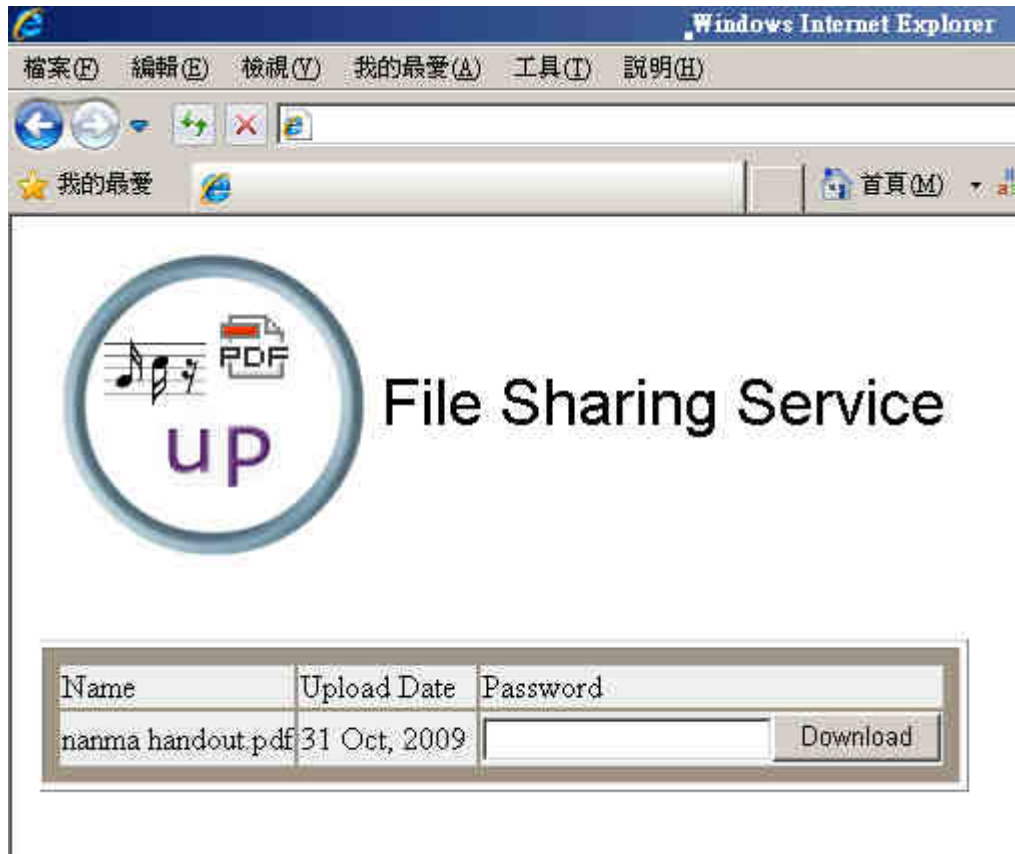 Windows Internet Explorer
檔案(F) 編輯(E) 檢視(V) 我的最愛(A) 工具(T) 說明(H)
我的最愛 首頁(M)
PDF
up
File Sharing Service
Name Upload Date Password
nanma handout.pdf 31 Oct, 2009 Download